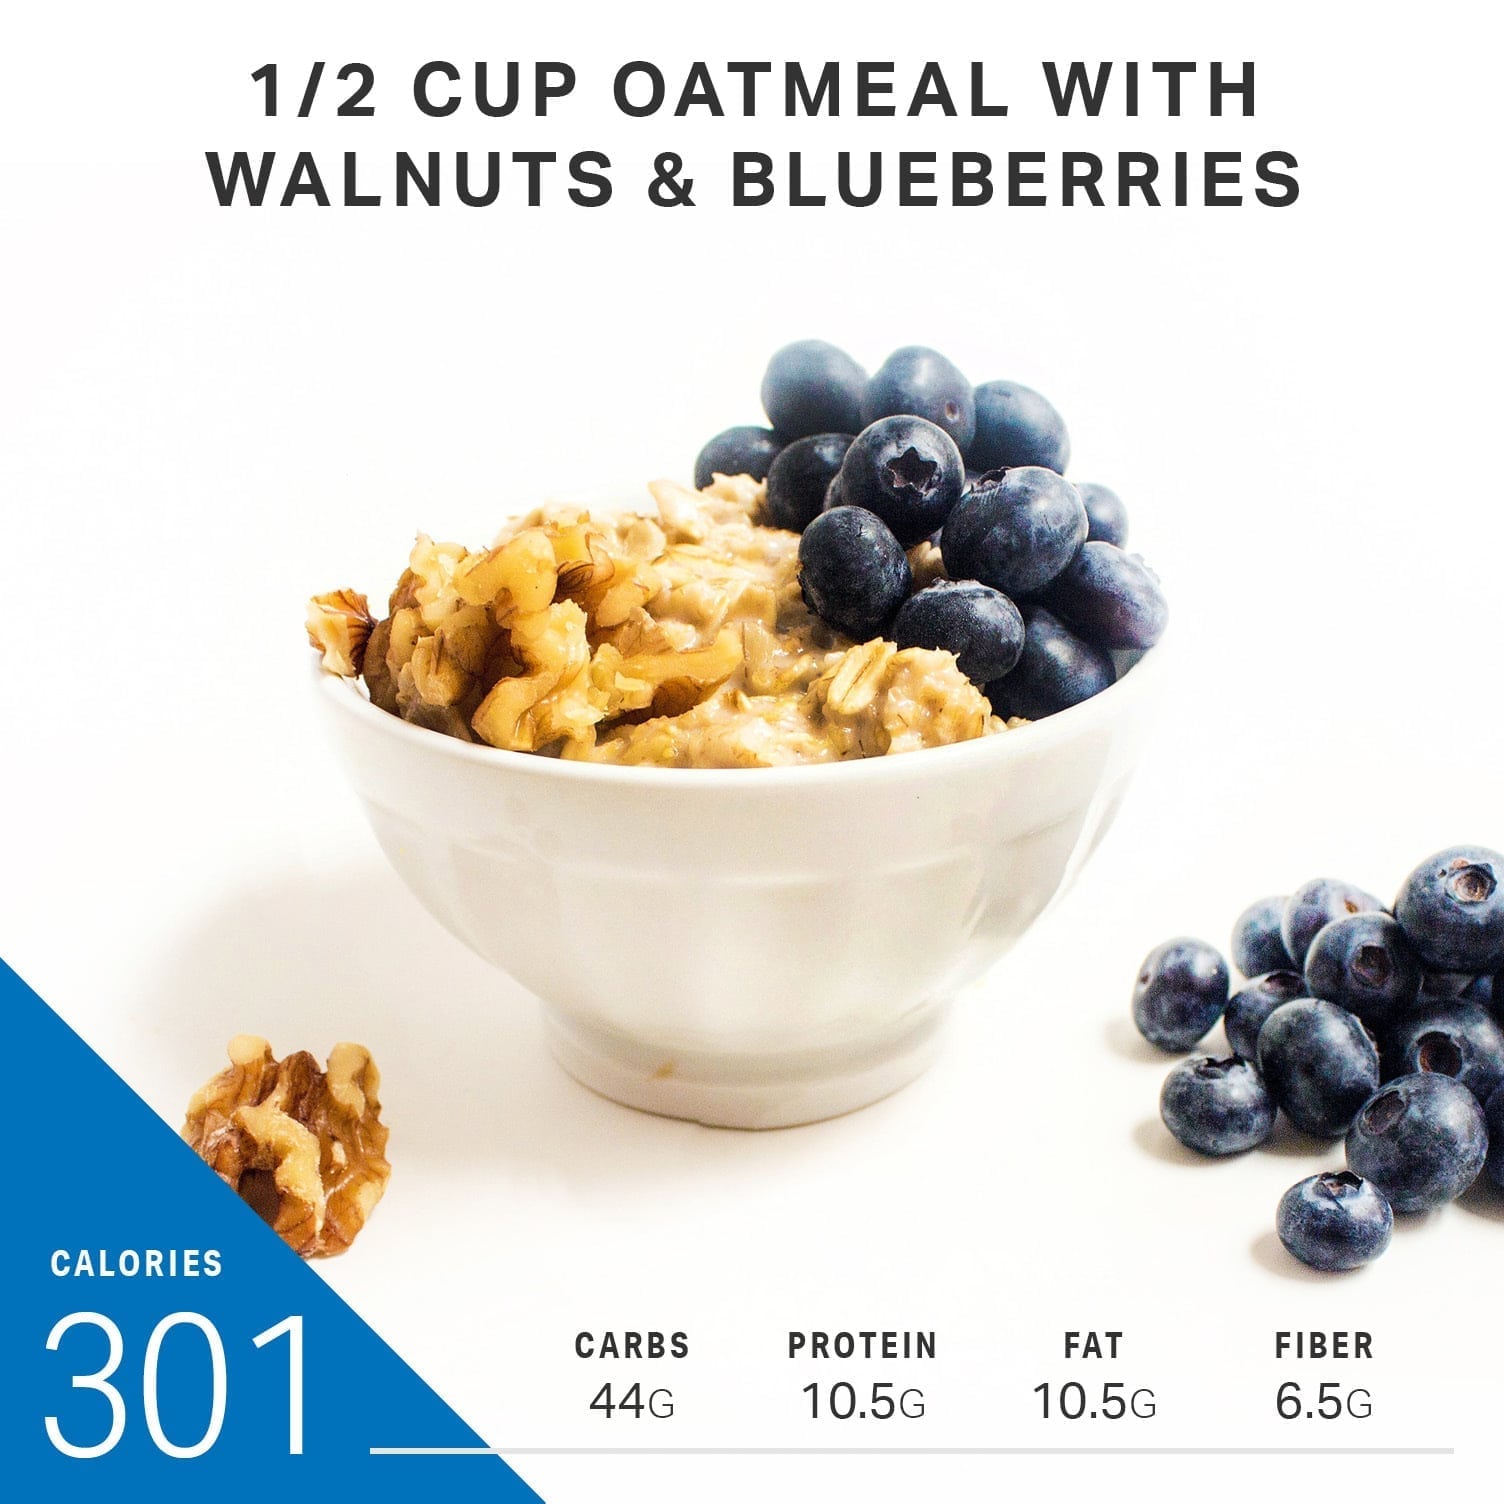 1/2 CUP OATMEAL WITH
WALNUTS & BLUEBERRIES
CALORIES
301
CARBS PROTEIN FAT FIBER
44G 10.5G 10.5G 6.5G